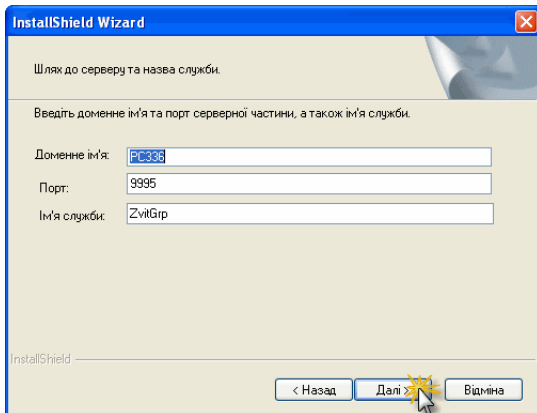 InstallShield Wizard
Шлях до серверу та назва служби.
Введіть доменне ім'я та порт серверної частини, а також ім'я служби.
Доменне ім'я: PC336
Порт: 9995
Ім'я служби: ZvitGrp
InstallShield
< Назад Далі > Відміна